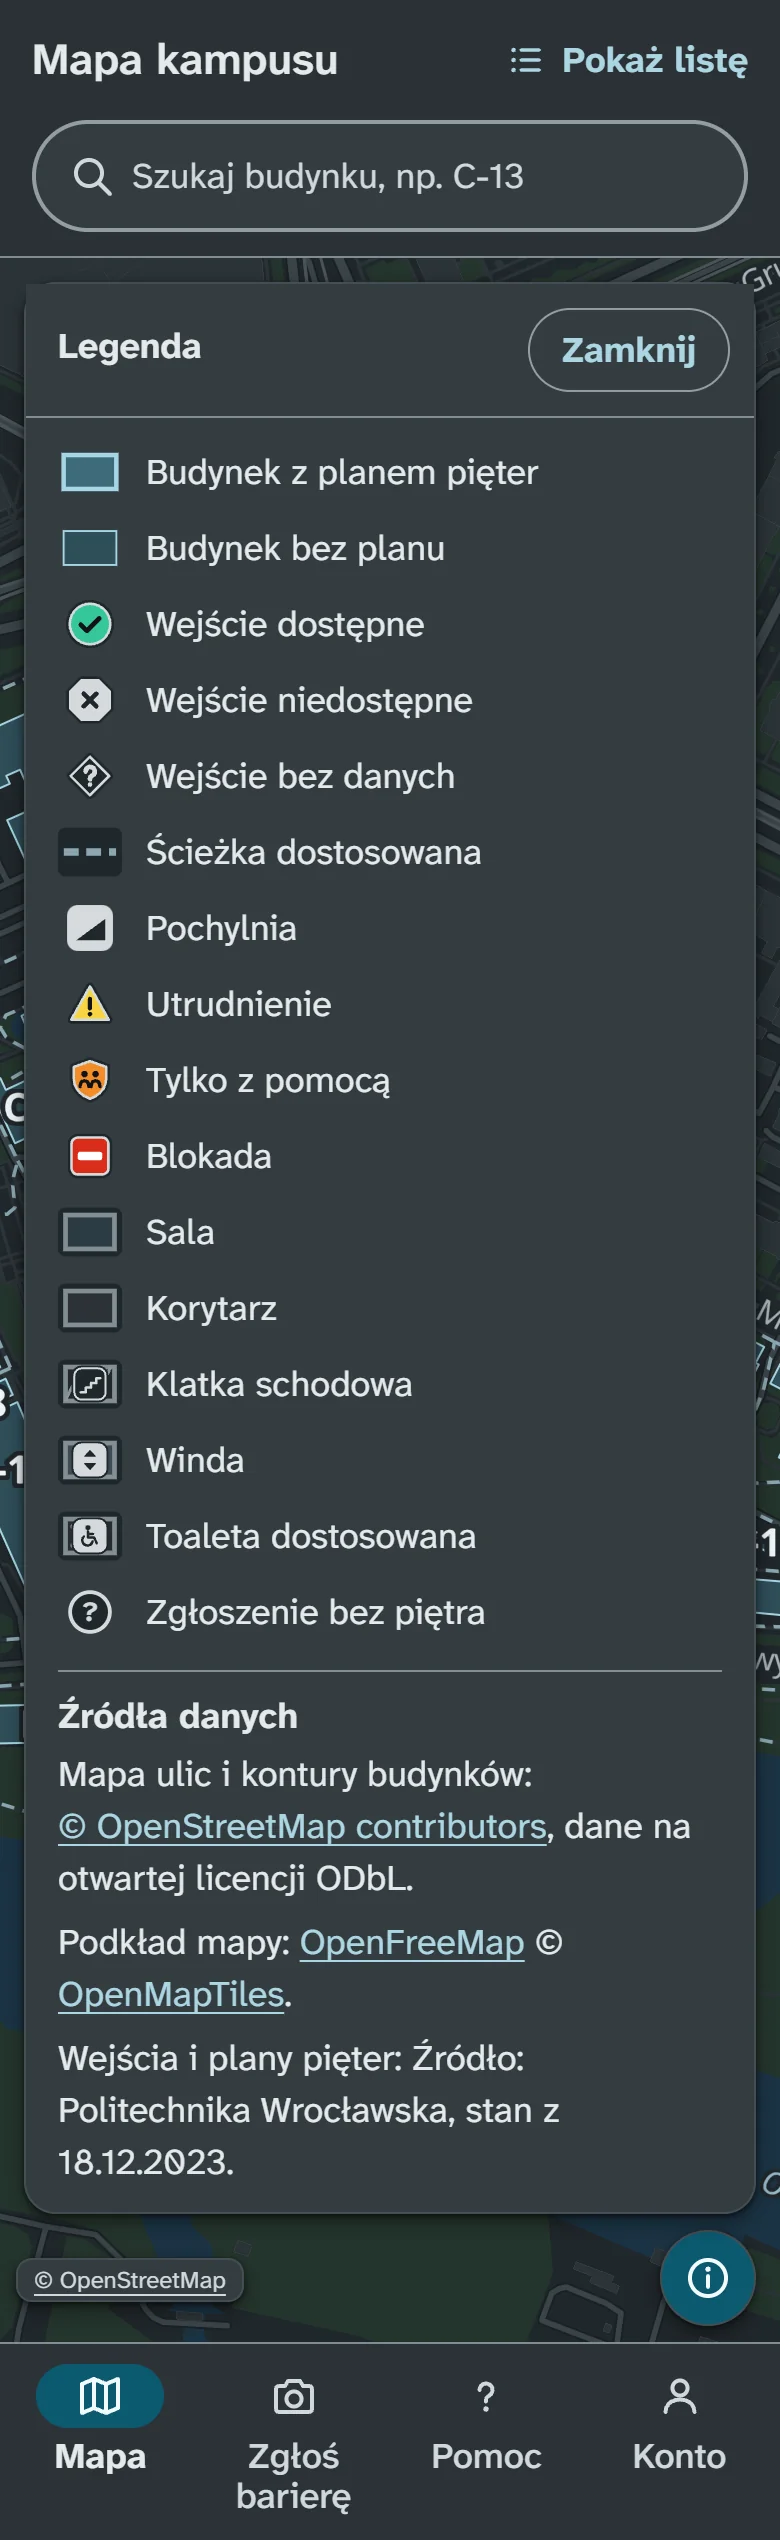 Mapa kampusu
Pokaż listę
Szukaj budynku, np. C-13
Legenda
Zamknij
Budynek z planem pięter
Budynek bez planu
Wejście dostępne
Wejście niedostępne
Wejście bez danych
Ścieżka dostosowana
Pochylnia
Utrudnienie
Tylko z pomocą
Blokada
Sala
Korytarz
Klatka schodowa
Winda
Toaleta dostosowana
Zgłoszenie bez piętra
Źródła danych
Mapa ulic i kontury budynków:
© OpenStreetMap contributors, dane na
otwartej licencji ODbL.
Podkład mapy: OpenFreeMap ©
OpenMapTiles.
Wejścia i plany pięter: Źródło:
Politechnika Wrocławska, stan z
18.12.2023.
© OpenStreetMap
Mapa
Zgłoś
barierę
Pomoc
Konto